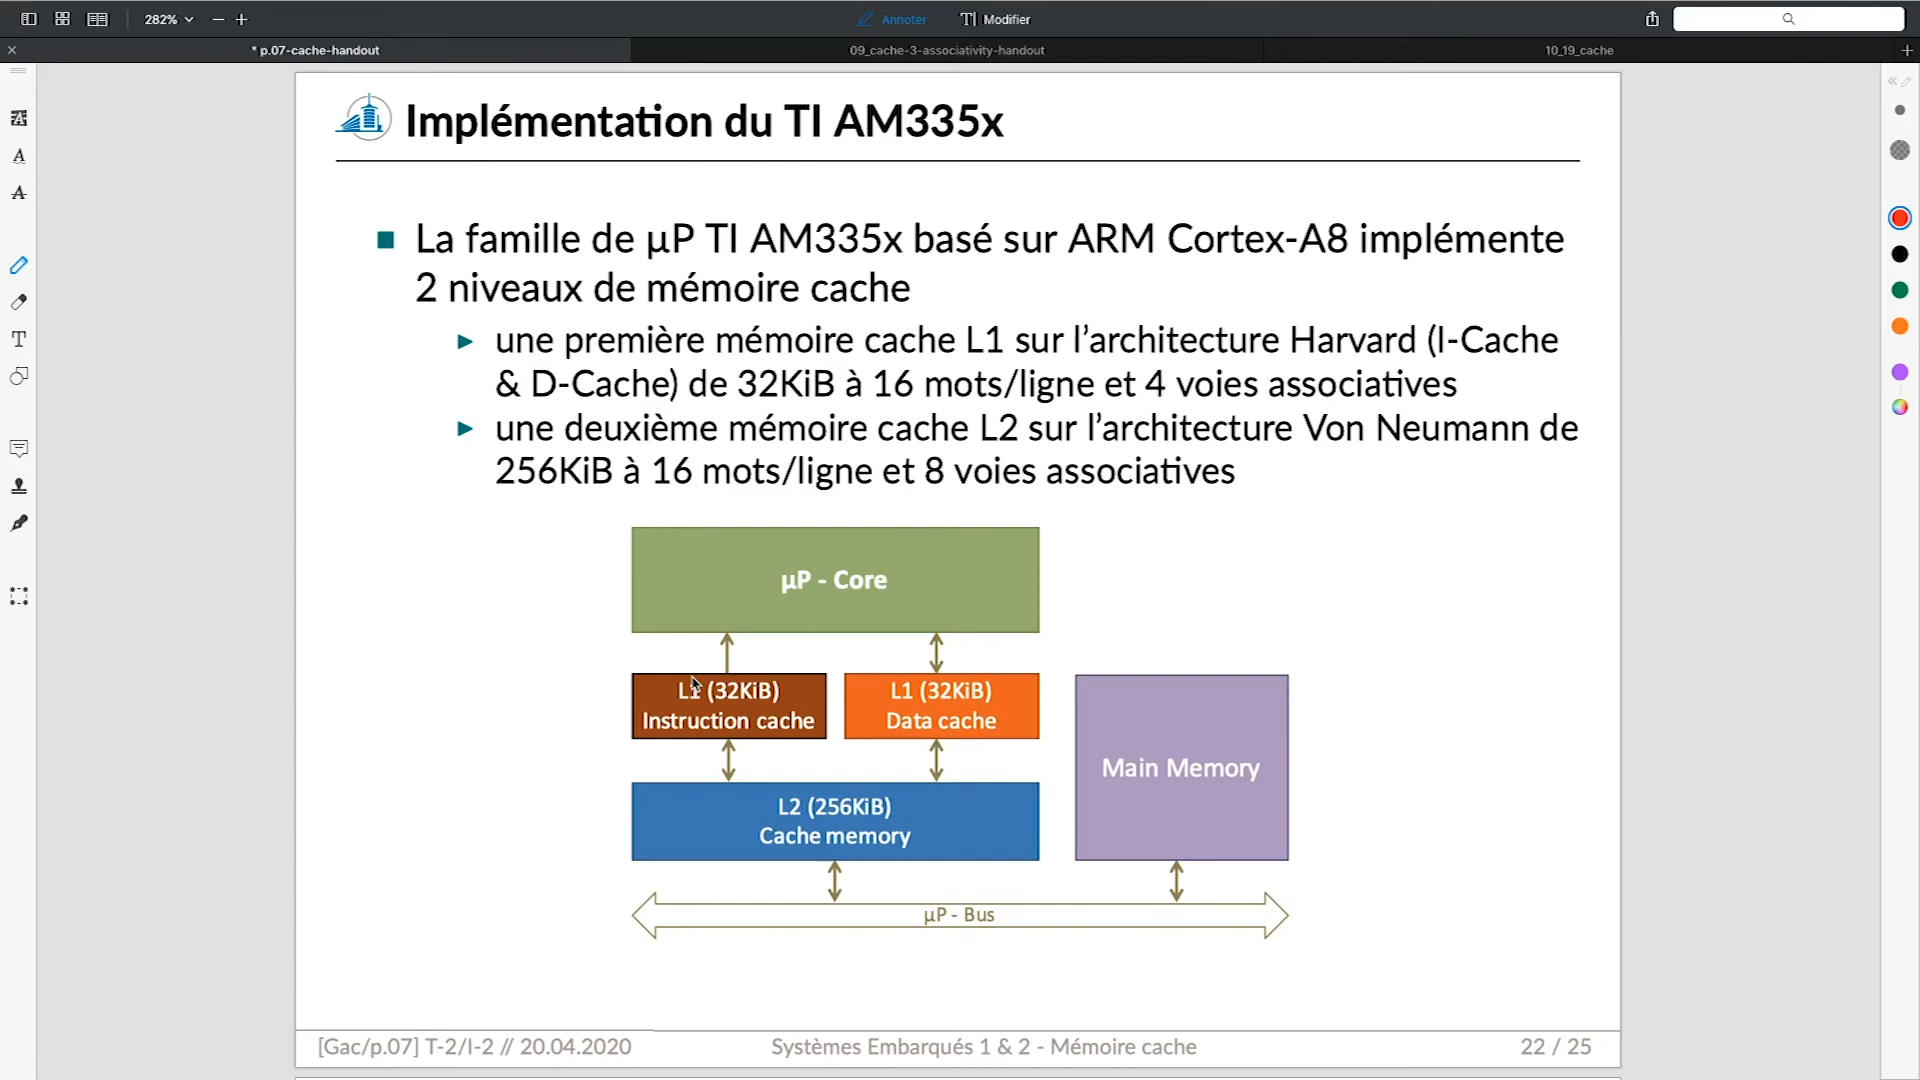 282%
Annoter
Modifier
* p.07-cache-handout
09_cache-3-associativity-handout
10_19_cache
Implémentation du TI AM335x
La famille de µP TI AM335x basé sur ARM Cortex-A8 implémente
2 niveaux de mémoire cache
une première mémoire cache L1 sur l’architecture Harvard (I-Cache
& D-Cache) de 32KiB à 16 mots/ligne et 4 voies associatives
une deuxième mémoire cache L2 sur l’architecture Von Neumann de
256KiB à 16 mots/ligne et 8 voies associatives
µP - Core
L1 (32KiB)
Instruction cache
L1 (32KiB)
Data cache
Main Memory
L2 (256KiB)
Cache memory
µP - Bus
[Gac/p.07] T-2/I-2 // 20.04.2020
Systèmes Embarqués 1 & 2 - Mémoire cache
22 / 25